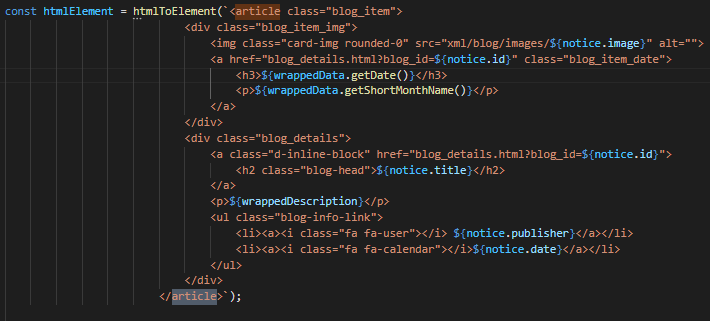 const htmlElement = htmlToElement(`<article class="blog_item">
<div class="blog_item_img">
<img class="card-img rounded-0" src="xml/blog/images/${notice.image}" alt="">
<a href="blog_details.html?blog_id=${notice.id}" class="blog_item_date">
<h3>${wrappedData.getDate()}</h3>
<p>${wrappedData.getShortMonthName()}</p>
</a>
</div>
<div class="blog_details">
<a class="d-inline-block" href="blog_details.html?blog_id=${notice.id}">
<h2 class="blog-head">${notice.title}</h2>
</a>
<p>${wrappedDescription}</p>
<ul class="blog-info-link">
<li><a><i class="fa fa-user"></i> ${notice.publisher}</a></li>
<li><a><i class="fa fa-calendar"></i>${notice.date}</a></li>
</ul>
</div>
</article>`);